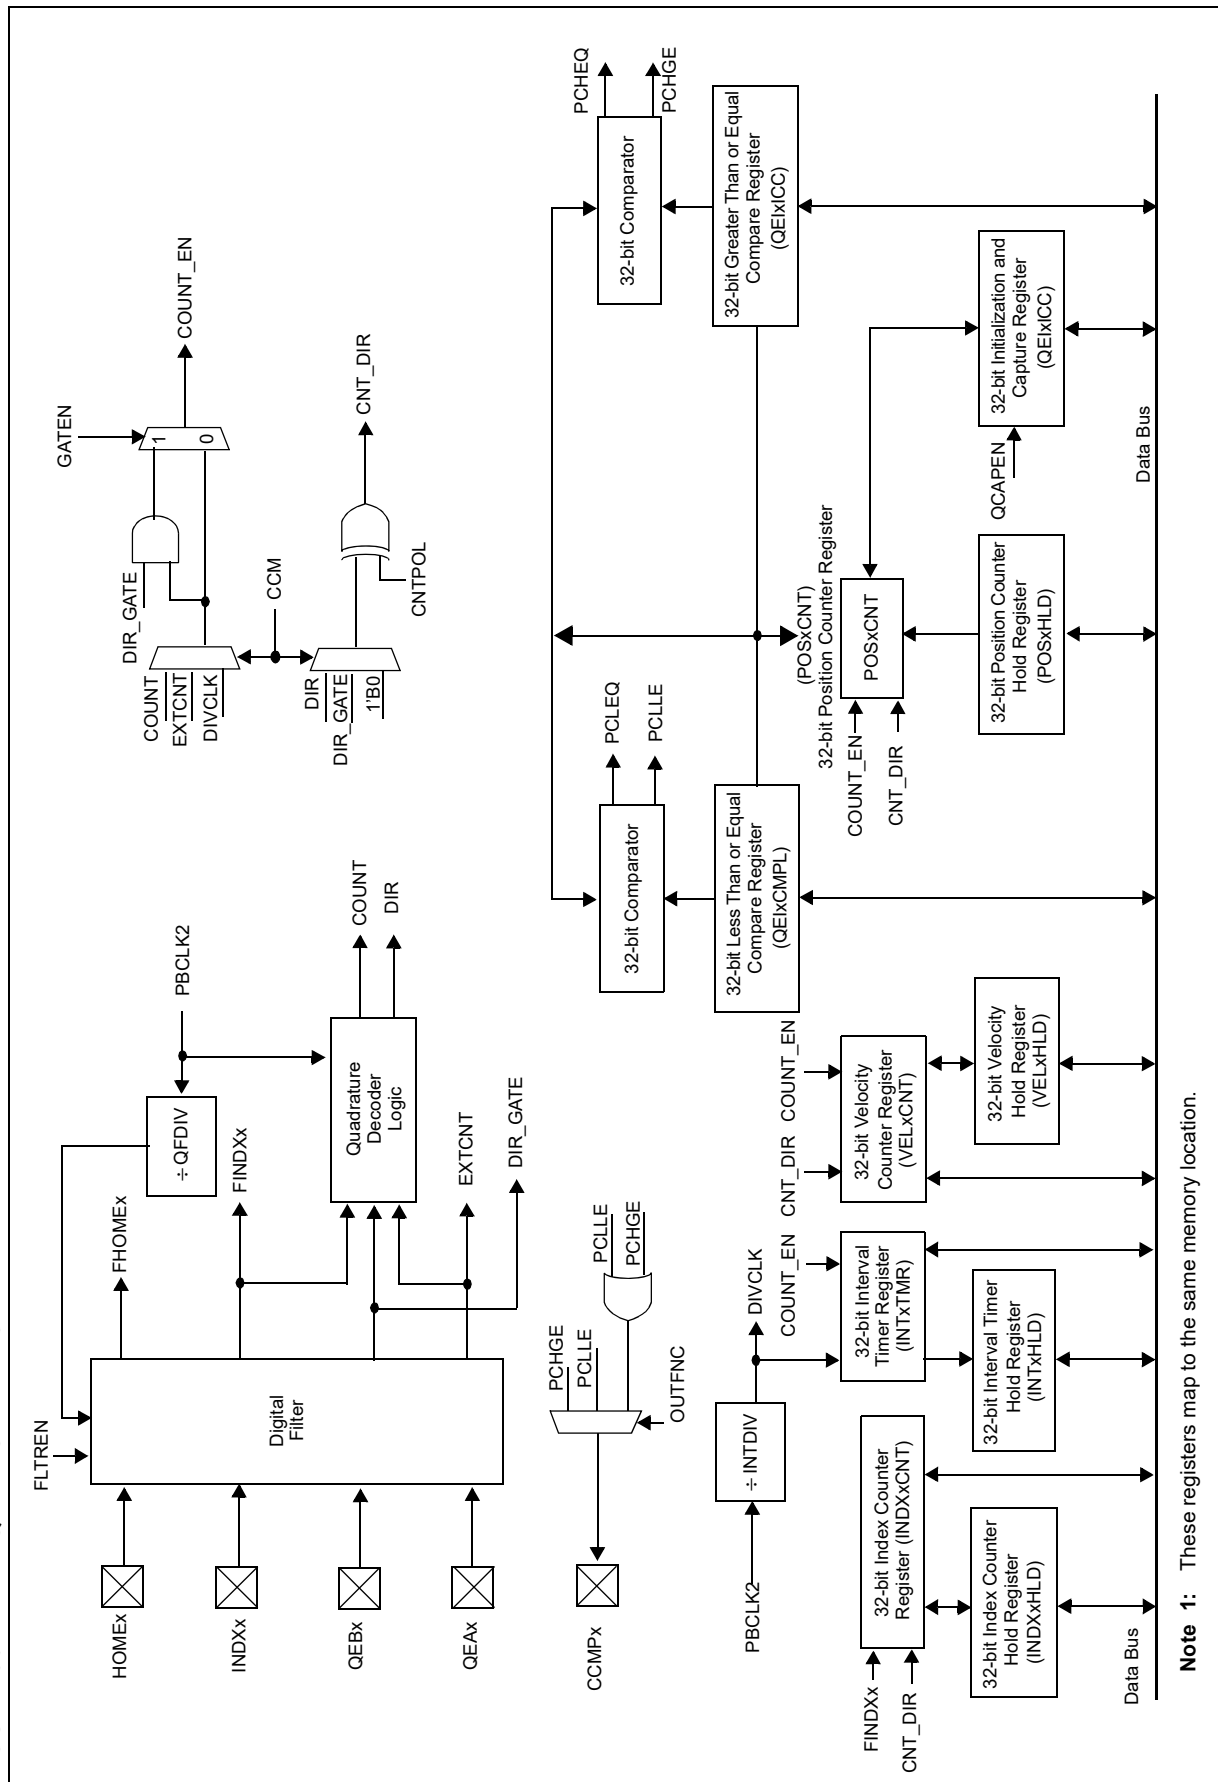 FLTREN
HOMEx
INDXx
QEBx
QEAx
Digital
Filter
FHOMEx
÷ QFDIV
PBCLK2
FINDXx
Quadrature
Decoder
Logic
COUNT
DIR
EXTCNT
DIR_GATE
COUNT
EXTCNT
DIVCLK
DIR_GATE
GATEN
1
0
COUNT_EN
CCM
DIR
DIR_GATE
1'B0
CNTPOL
CNT_DIR
CCMPx
PCHGE
PCLLE
OUTFNC
PCLLE
PCHGE
PBCLK2
÷ INTDIV
DIVCLK
COUNT_EN
FINDXx
CNT_DIR
32-bit Index Counter
Register (INDXxCNT)
32-bit Index Counter
Hold Register
(INDXxHLD)
32-bit Interval
Timer Register
(INTxTMR)
32-bit Interval Timer
Hold Register
(INTxHLD)
CNT_DIR
COUNT_EN
32-bit Velocity
Counter Register
(VELxCNT)
32-bit Velocity
Hold Register
(VELxHLD)
32-bit Comparator
PCLEQ
PCLLE
32-bit Less Than or Equal
Compare Register
(QEIxCMPL)
32-bit Comparator
PCHEQ
PCHGE
32-bit Greater Than or Equal
Compare Register
(QEIxICC)
(POSxCNT)
32-bit Position Counter Register
COUNT_EN
CNT_DIR
POSxCNT
32-bit Position Counter
Hold Register
(POSxHLD)
QCAPEN
32-bit Initialization and
Capture Register
(QEIxICC)
Data Bus
Data Bus
Note 1: These registers map to the same memory location.